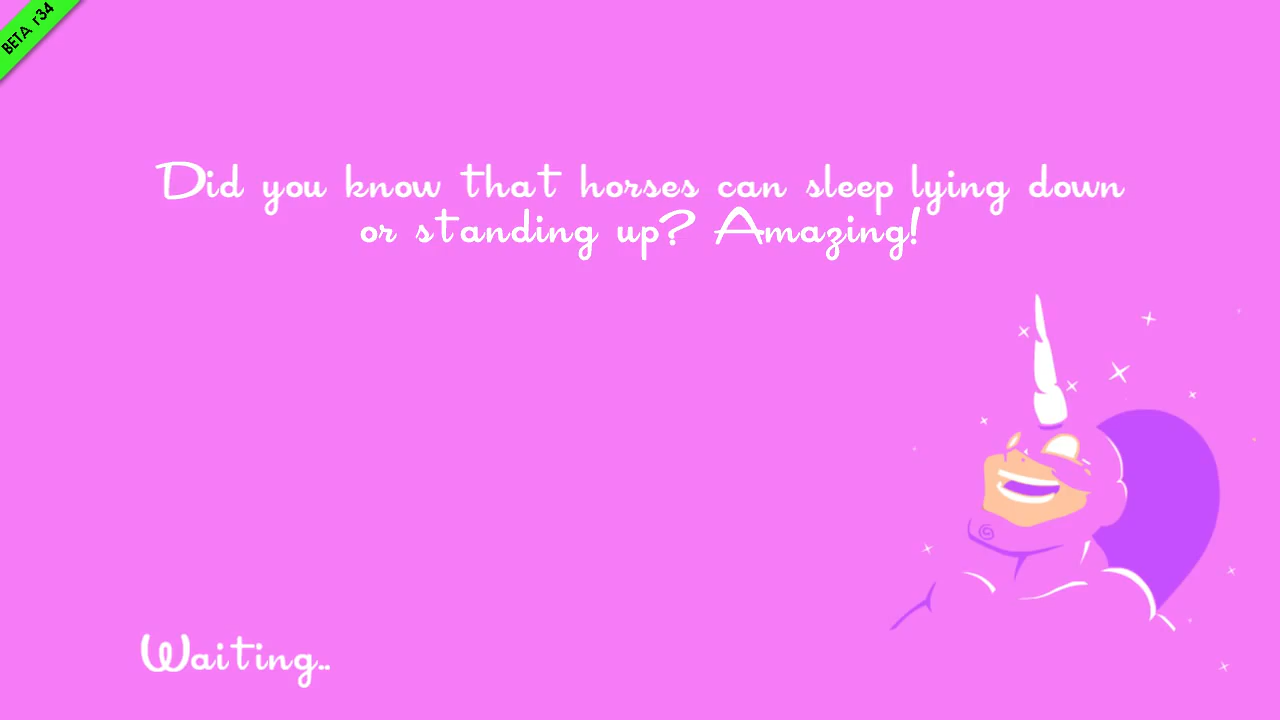 BETA r34
Did you know that horses can sleep lying down
or standing up? Amazing!
Waiting..